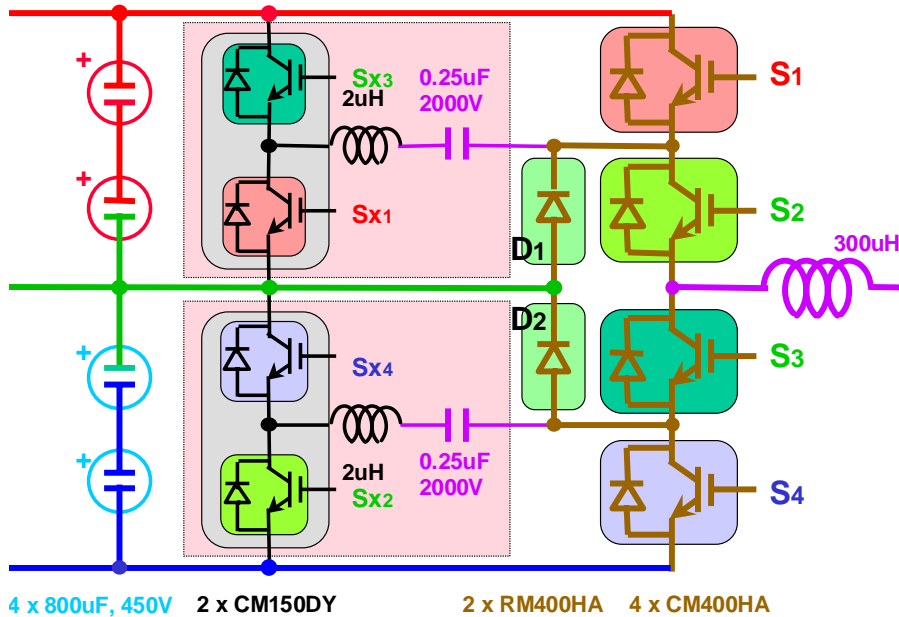 +
+
+
+
Sx3
2uH
0.25uF
2000V
S1
Sx1
D1
S2
300uH
D2
Sx4
S3
2uH
Sx2
0.25uF
2000V
S4
4 x 800uF, 450V 2 x CM150DY 2 x RM400HA 4 x CM400HA